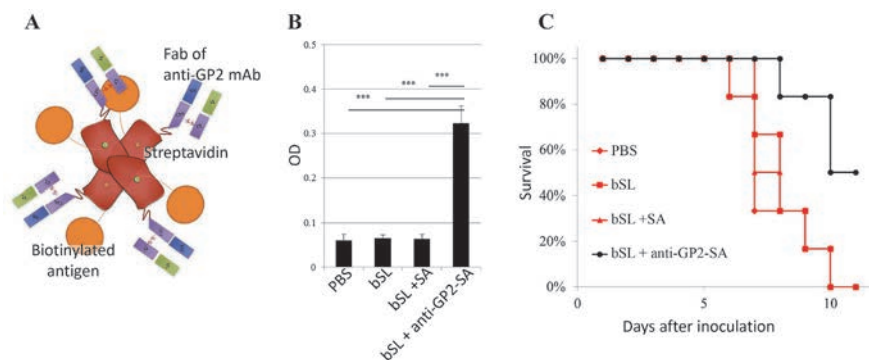 A
Fab of
anti-GP2 mAb
Streptavidin
Biotinylated
antigen
B
0.5
0.4
0.3
0.2
0.1
0
OD
***
***
***
PBS
bSL
bSL +SA
bSL + anti-GP2-SA
C
100%
80%
60%
40%
20%
0%
Survival
PBS
bSL
bSL +SA
bSL + anti-GP2-SA
0
5
10
Days after inoculation